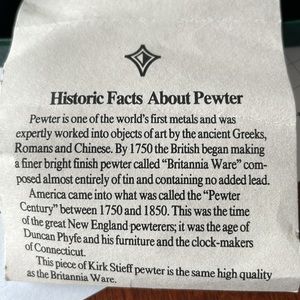 Historic Facts About Pewter
Pewter is one of the world's first metals and was
expertly worked into objects of art by the ancient Greeks,
Romans and Chinese. By 1750 the British began making
a finer bright finish pewter called "Britannia Ware" com-
posed almost entirely of tin and containing no added lead.
America came into what was called the "Pewter
Century" between 1750 and 1850. This was the time
of the great New England pewterers; it was the age of
Duncan Phyfe and his furniture and the clock-makers
of Connecticut.
This piece of Kirk Stieff pewter is the same high quality
as the Britannia Ware.